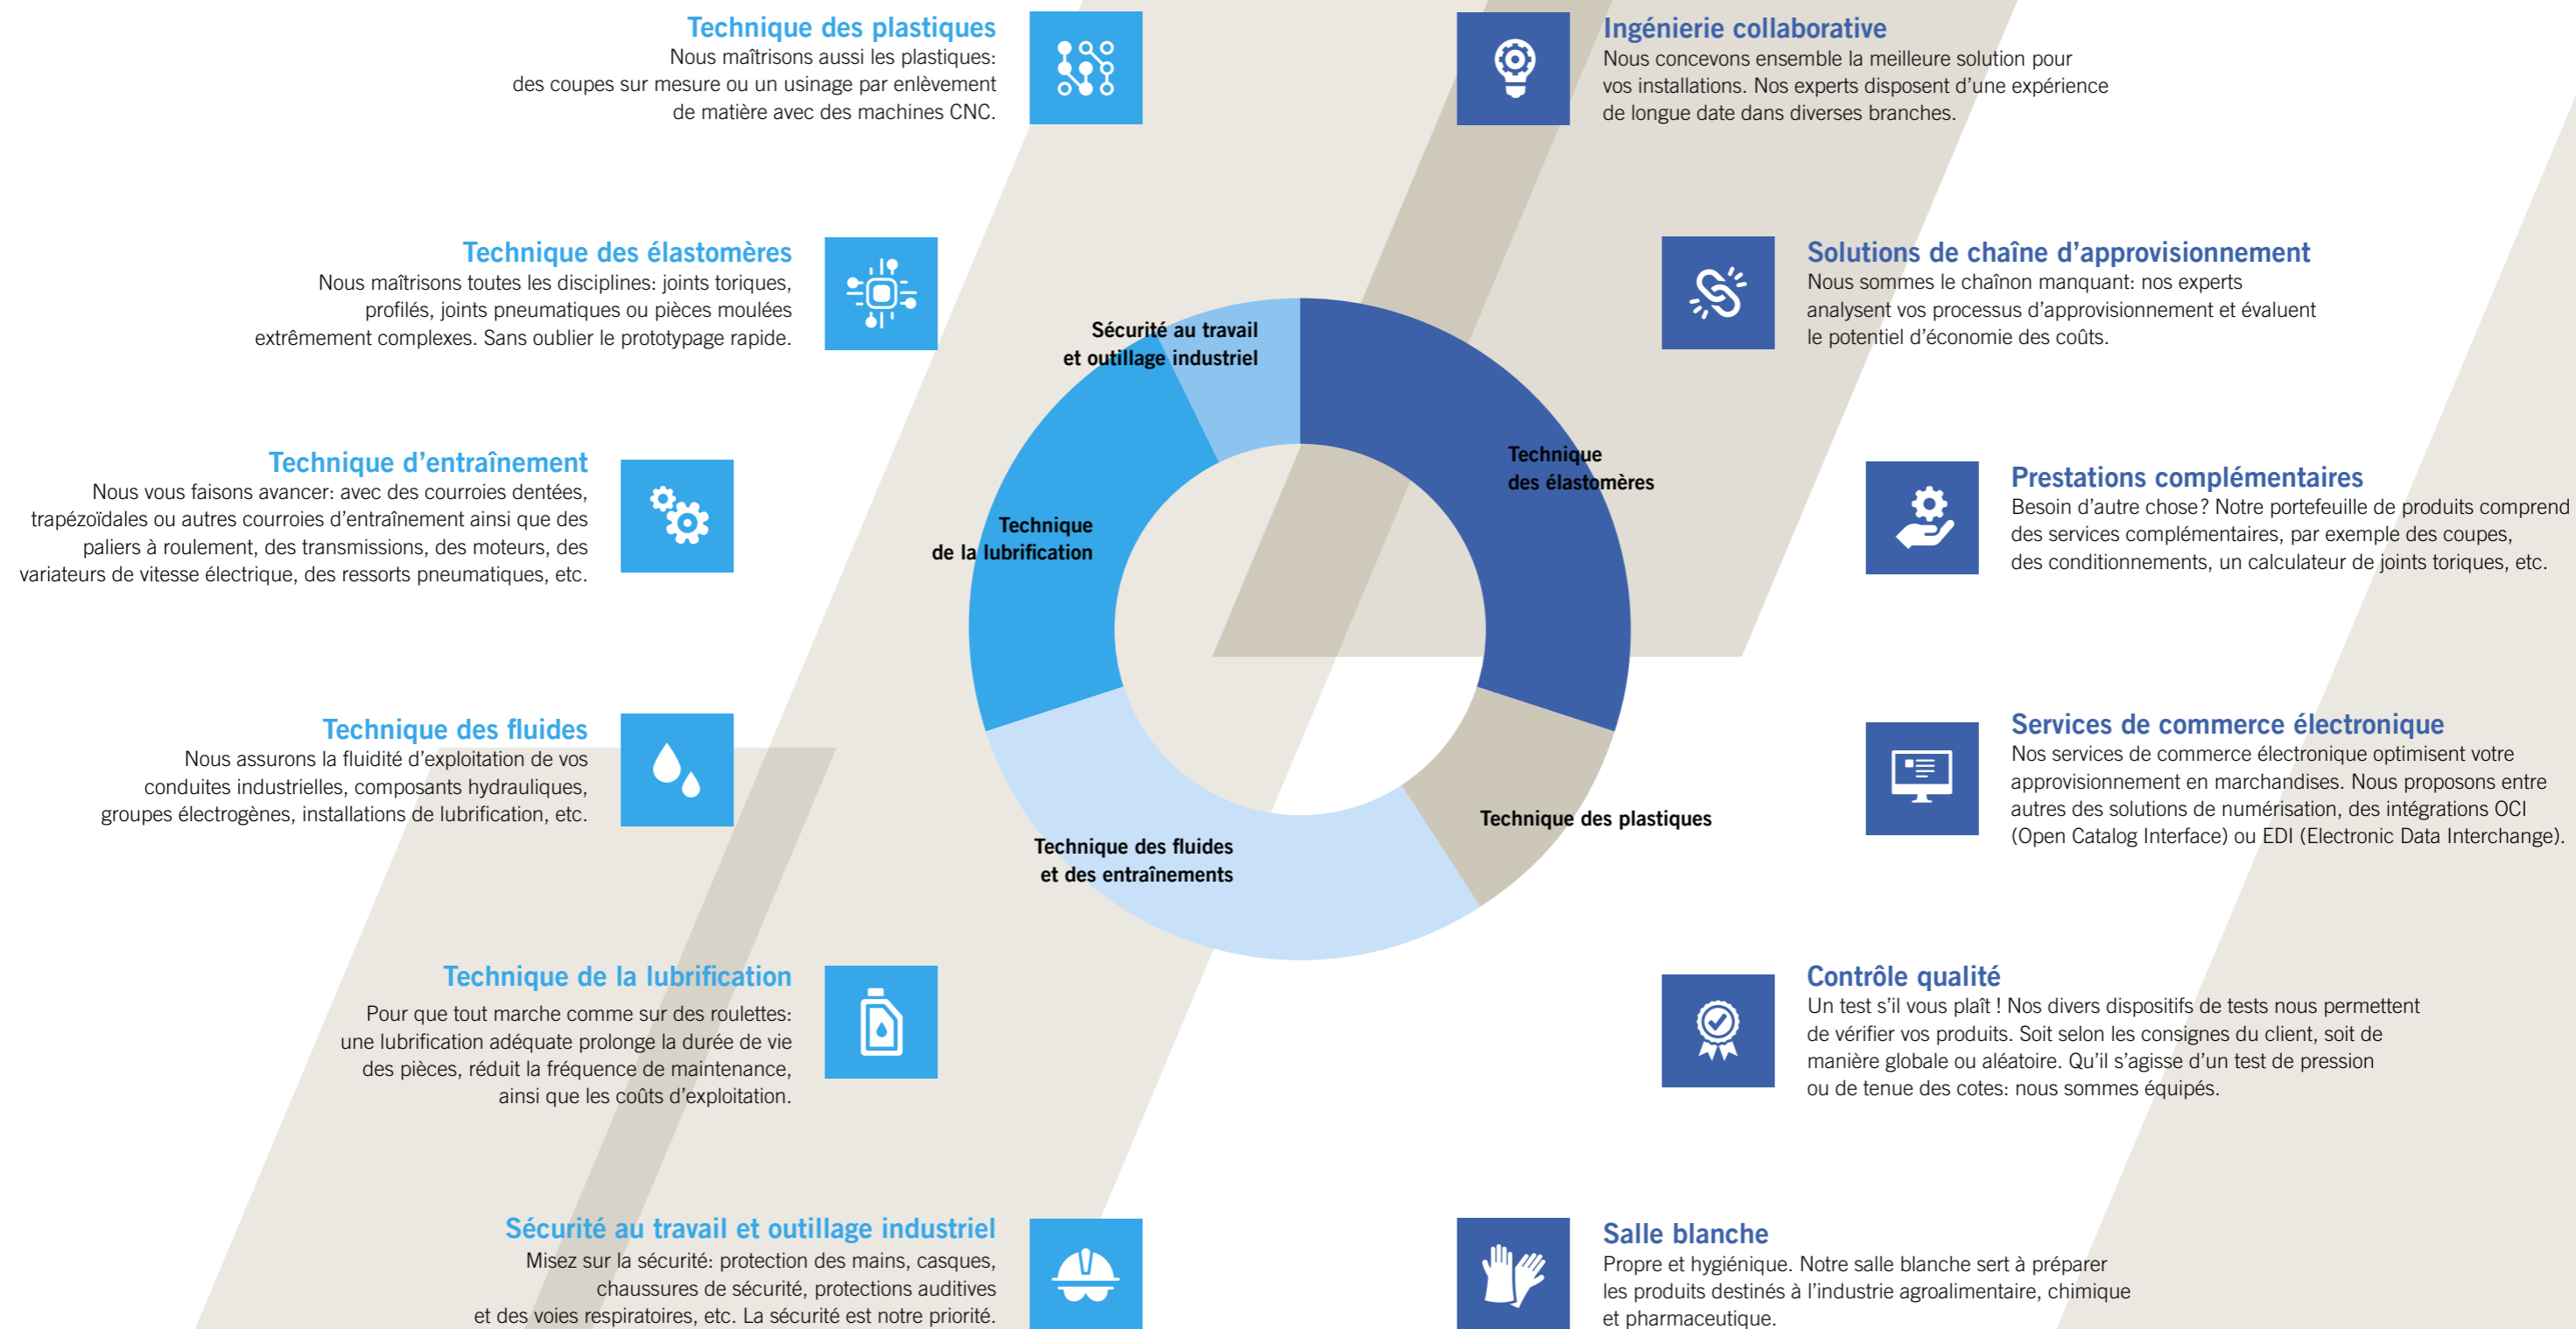 Technique des plastiques
Nous maîtrisons aussi les plastiques:
des coupes sur mesure ou un usinage par enlèvement
de matière avec des machines CNC.
Technique des élastomères
Nous maîtrisons toutes les disciplines: joints toriques,
profilés, joints pneumatiques ou pièces moulées
extrêmement complexes. Sans oublier le prototypage rapide.
Technique d'entraînement
Nous vous faisons avancer: avec des courroies dentées,
trapézoïdales ou autres courroies d'entraînement ainsi que des
paliers à roulement, des transmissions, des moteurs, des
variateurs de vitesse électrique, des ressorts pneumatiques, etc.
Technique des fluides
Nous assurons la fluidité d'exploitation de vos
conduites industrielles, composants hydrauliques,
groupes électrogènes, installations de lubrification, etc.
Technique de la lubrification
Pour que tout marche comme sur des roulettes:
une lubrification adéquate prolonge la durée de vie
des pièces, réduit la fréquence de maintenance,
ainsi que les coûts d'exploitation.
Sécurité au travail et outillage industriel
Misez sur la sécurité: protection des mains, casques,
chaussures de sécurité, protections auditives
et des voies respiratoires, etc. La sécurité est notre priorité.
Sécurité au travail
et outillage industriel
Technique
des élastomères
Technique
de la lubrification
Technique des plastiques
Technique des fluides
et des entraînements
Ingénierie collaborative
Nous concevons ensemble la meilleure solution pour
vos installations. Nos experts disposent d'une expérience
de longue date dans diverses branches.
Solutions de chaîne d'approvisionnement
Nous sommes le chaînon manquant: nos experts
analysent vos processus d'approvisionnement et évaluent
le potentiel d'économie des coûts.
Prestations complémentaires
Besoin d'autre chose? Notre portefeuille de produits comprend
des services complémentaires, par exemple des coupes,
des conditionnements, un calculateur de joints toriques, etc.
Services de commerce électronique
Nos services de commerce électronique optimisent votre
approvisionnement en marchandises. Nous proposons entre
autres des solutions de numérisation, des intégrations OCI
(Open Catalog Interface) ou EDI (Electronic Data Interchange).
Contrôle qualité
Un test s'il vous plaît ! Nos divers dispositifs de tests nous permettent
de vérifier vos produits. Soit selon les consignes du client, soit de
manière globale ou aléatoire. Qu'il s'agisse d'un test de pression
ou de tenue des cotes: nous sommes équipés.
Salle blanche
Propre et hygiénique. Notre salle blanche sert à préparer
les produits destinés à l'industrie agroalimentaire, chimique
et pharmaceutique.